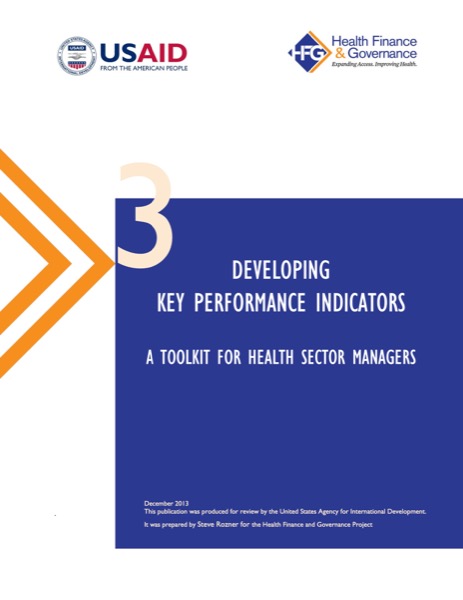 USAID
FROM THE AMERICAN PEOPLE
HFG
Health Finance
& Governance
Expanding Access. Improving Health.
3
DEVELOPING
KEY PERFORMANCE INDICATORS
A TOOLKIT FOR HEALTH SECTOR MANAGERS
December 2013
This publication was produced for review by the United States Agency for International Development.
It was prepared by Steve Rozner for the Health Finance and Governance Project